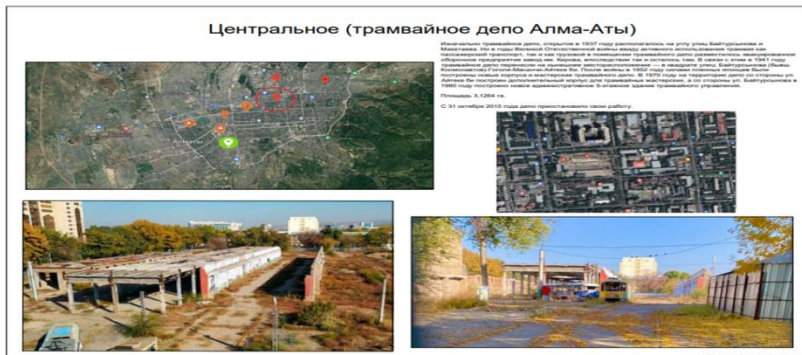 Центральное (трамвайное депо Алма-Аты)
Изначально трамвайное депо, открытое в 1937 году располагалось на углу улиц Байтурсынова и
Макатаева. Но в годы Великой Отечественной войны ввиду активного использования трамвая как
пассажирский транспорт, так и как грузовой в помещении трамвайного депо разместилось эвакуированное
оборонное предприятие завод им. Кирова, впоследствии так и осталось там. В связи с этим в 1941 году
трамвайное депо перенесли на нынешнее месторасположение — в квадрате улиц Байтурсынова (бывш.
Космонавтов)-Гоголя-Масанчи-Айтеке би. После войны в 1952 году силами пленных японцев были
построены новые корпуса и мастерские трамвайного депо. В 1970 году на территории депо со стороны ул.
Айтеке би построен дополнительный корпус для трамвайных мастерских, а со стороны ул. Байтурсынова в
1980 году построено новое административное 5-этажное здание трамвайного управления.
Площадь 3,1264 га.
С 31 октября 2015 года депо приостановило свою работу.